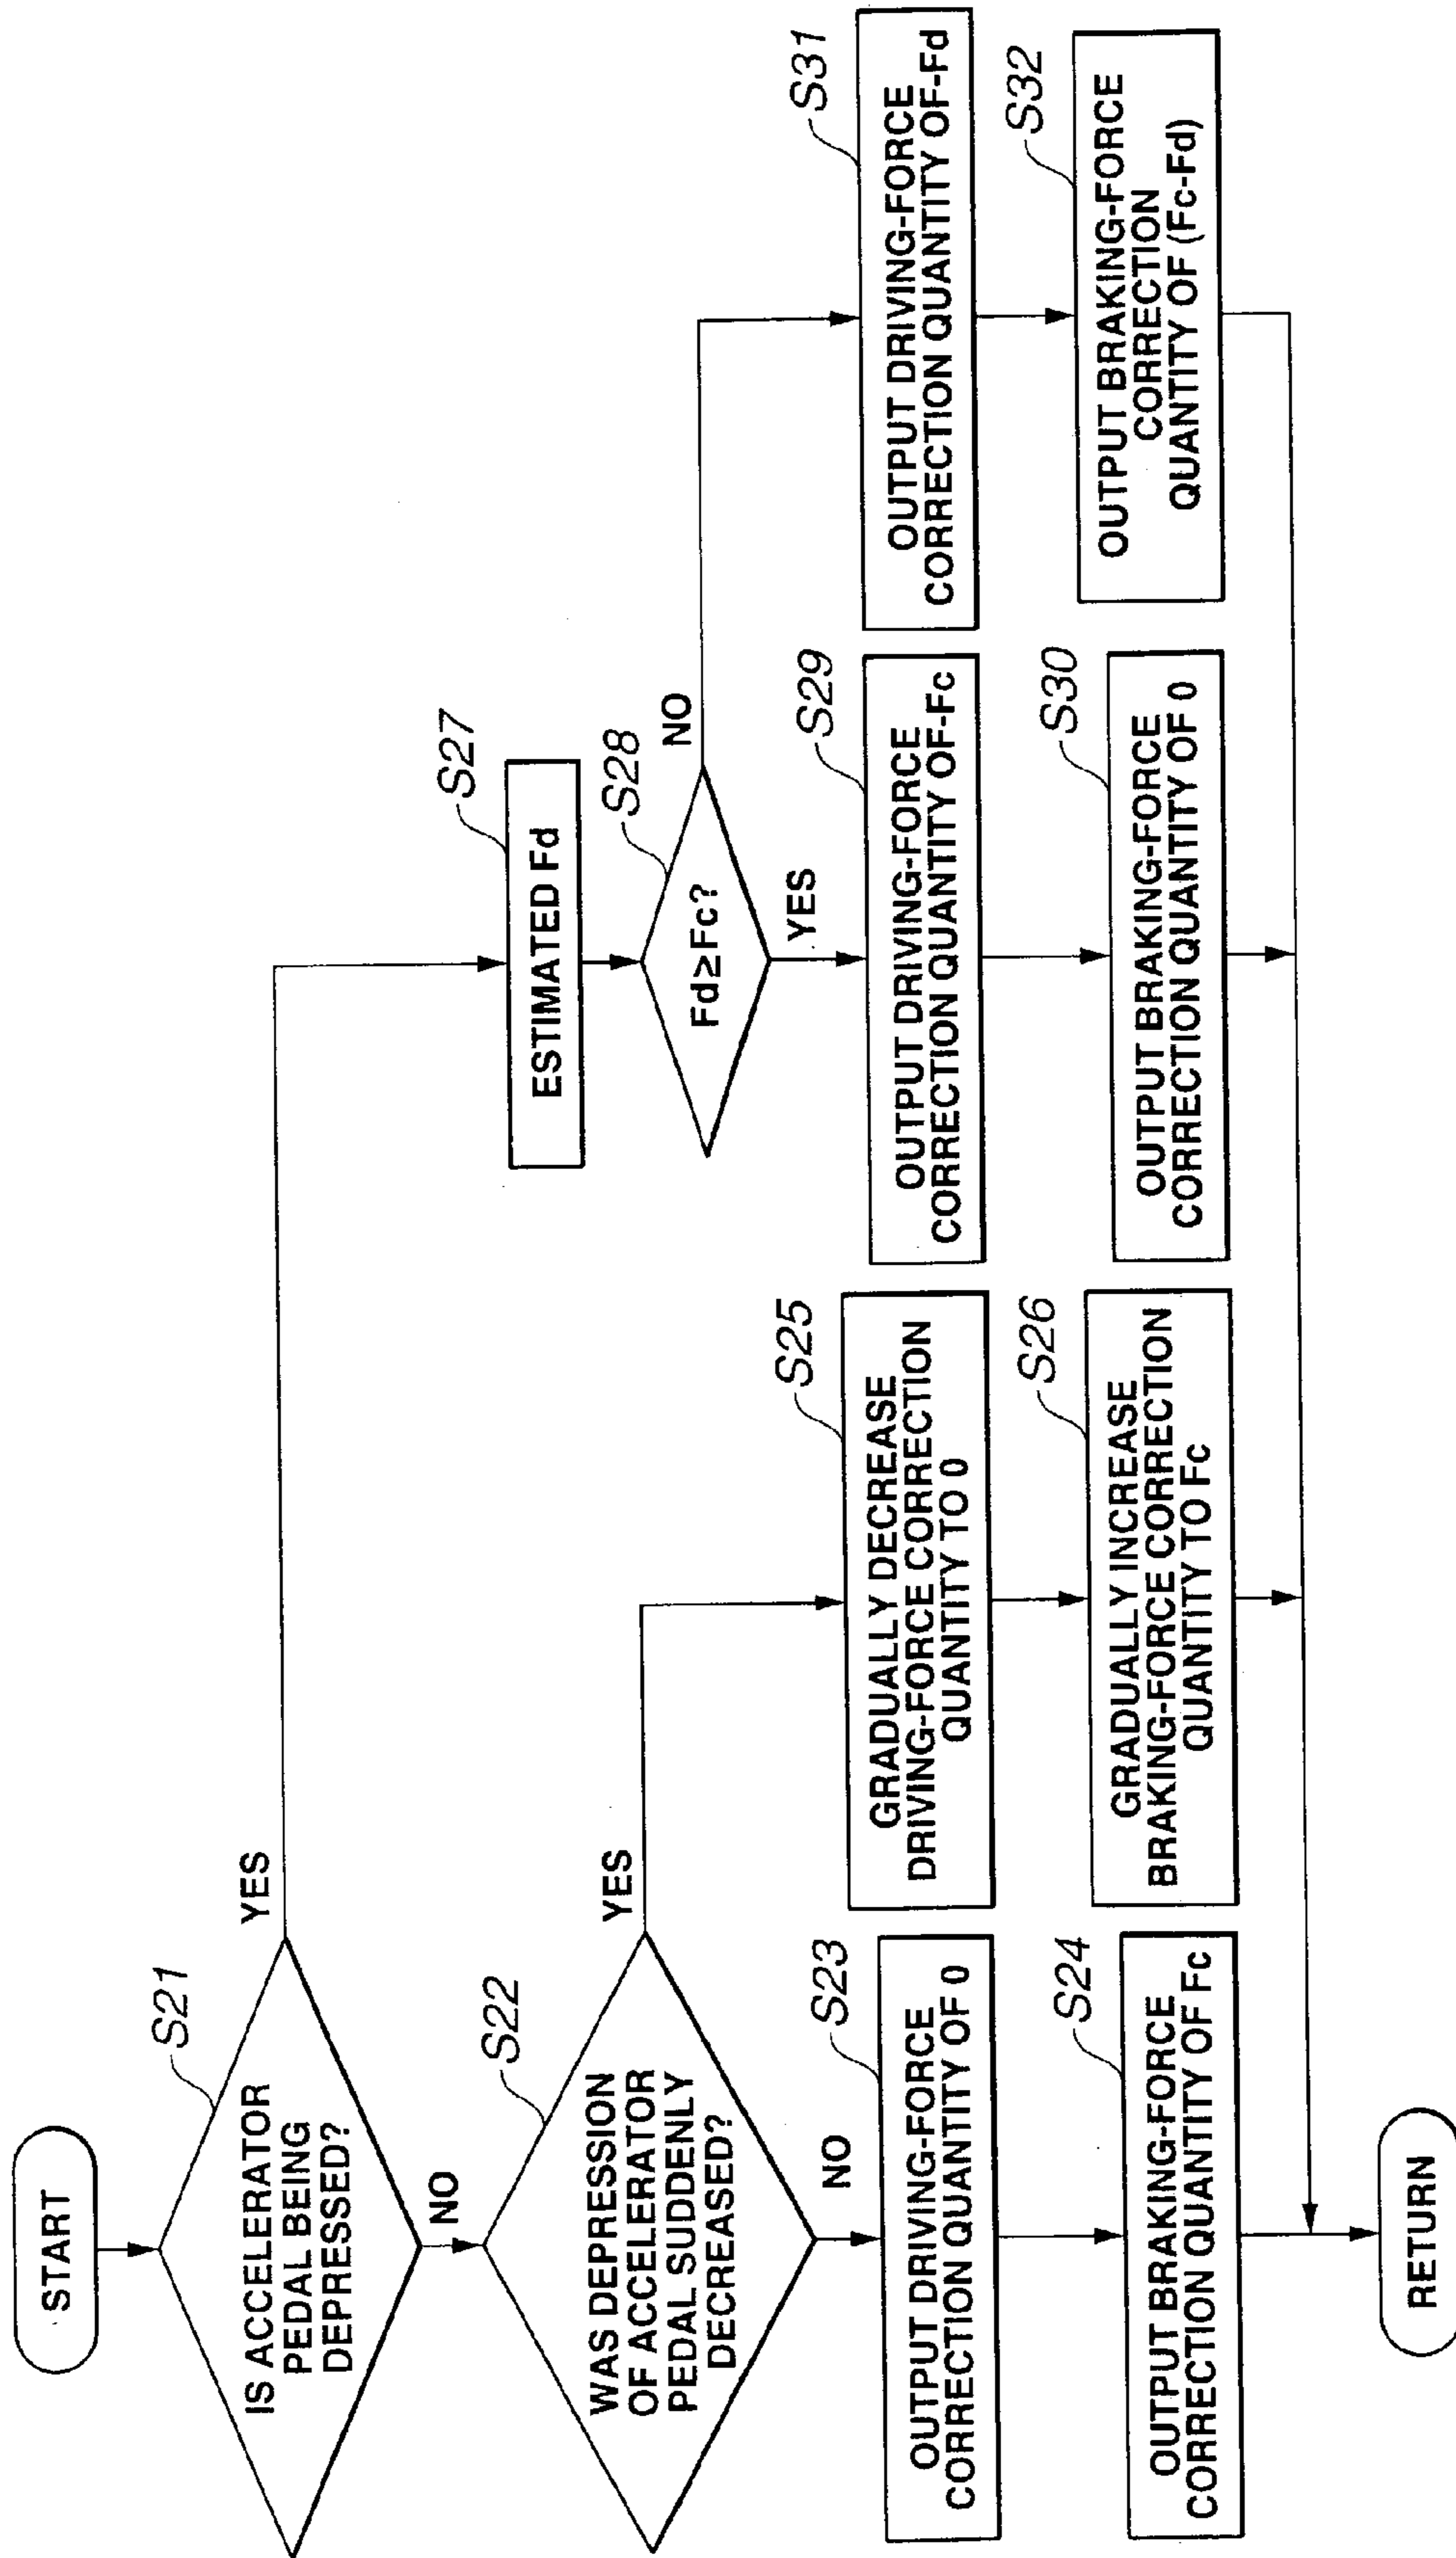 START
S21
IS ACCELERATOR
PEDAL BEING
DEPRESSED?
YES
NO
S22
WAS DEPRESSION
OF ACCELERATOR
PEDAL SUDDENLY
DECREASED?
YES
NO
S23
OUTPUT DRIVING-FORCE
CORRECTION QUANTITY OF 0
S24
OUTPUT BRAKING-FORCE
CORRECTION QUANTITY OF Fc
S25
GRADUALLY DECREASE
DRIVING-FORCE CORRECTION
QUANTITY TO 0
S26
GRADUALLY INCREASE
BRAKING-FORCE CORRECTION
QUANTITY TO Fc
S27
ESTIMATED Fd
S28
Fd≥Fc?
NO
YES
S29
OUTPUT DRIVING-FORCE
CORRECTION QUANTITY OF-Fc
S30
OUTPUT BRAKING-FORCE
CORRECTION QUANTITY OF 0
S31
OUTPUT DRIVING-FORCE
CORRECTION QUANTITY OF-Fd
S32
OUTPUT BRAKING-FORCE
CORRECTION
QUANTITY OF (Fc-Fd)
RETURN